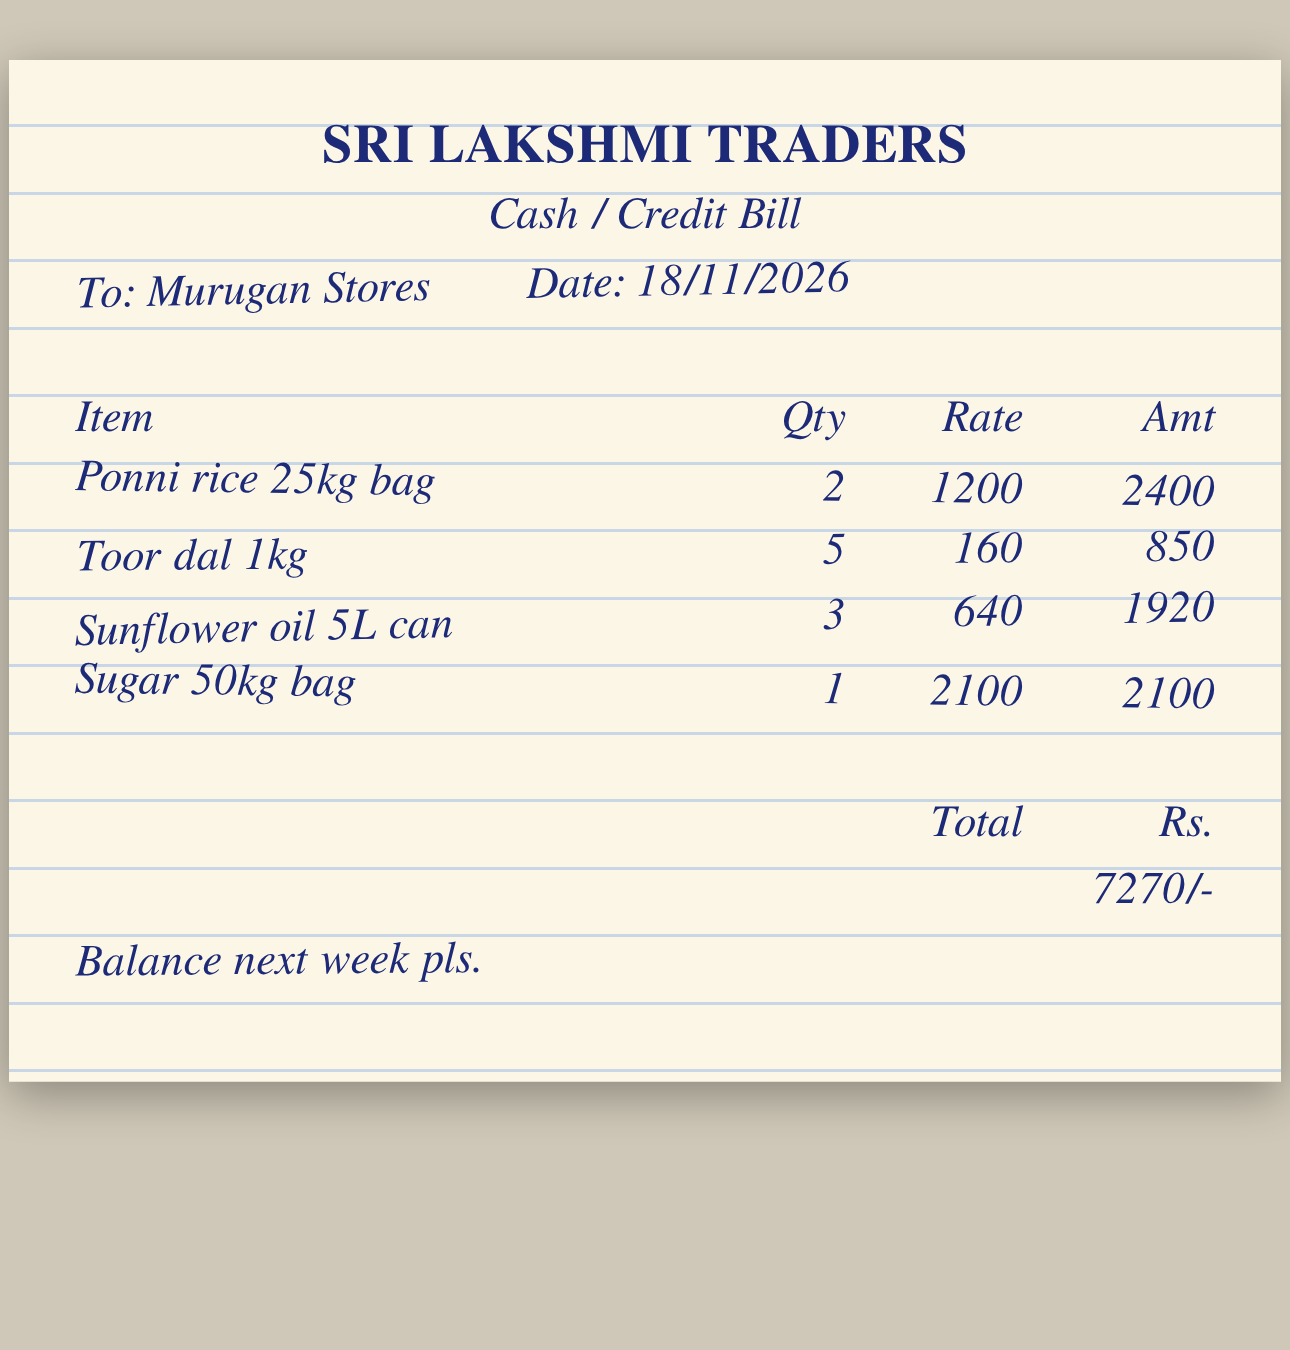 SRI LAKSHMI TRADERS
Cash / Credit Bill
To: Murugan Stores Date: 18/11/2026
Item Qty Rate Amt
Ponni rice 25kg bag 2 1200 2400
Toor dal 1kg 5 160 850
Sunflower oil 5L can 3 640 1920
Sugar 50kg bag 1 2100 2100
Total Rs.
7270/-
Balance next week pls.